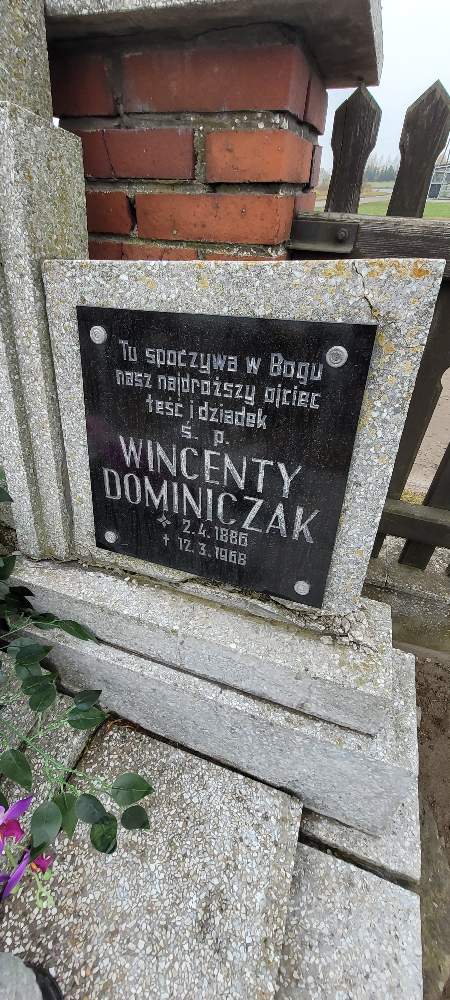 Tu spoczywa w Bogu
nasz najdroższy ojciec
teść i dziadek
ś. p.
WINCENTY
DOMINICZAK
* 2.4.1886
+ 12.3.1968